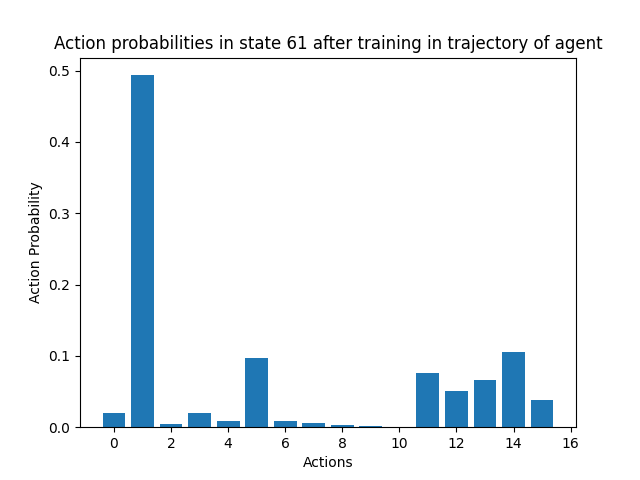 Action probabilities in state 61 after training in trajectory of agent
0.5
0.4
0.3
0.2
0.1
0.0
Action Probability
0 2 4 6 8 10 12 14 16
Actions